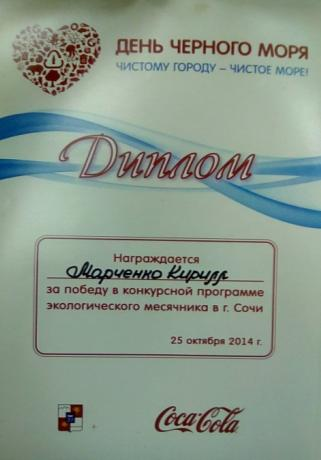 ДЕНЬ ЧЕРНОГО МОРЯ
ЧИСТОМУ ГОРОДУ – ЧИСТОЕ МОРЕ!
Диплом
Награждается
Марченко Кирилл
за победу в конкурсной программе
экологического месячника в г. Сочи
25 октября 2014 г.
Coca-Cola